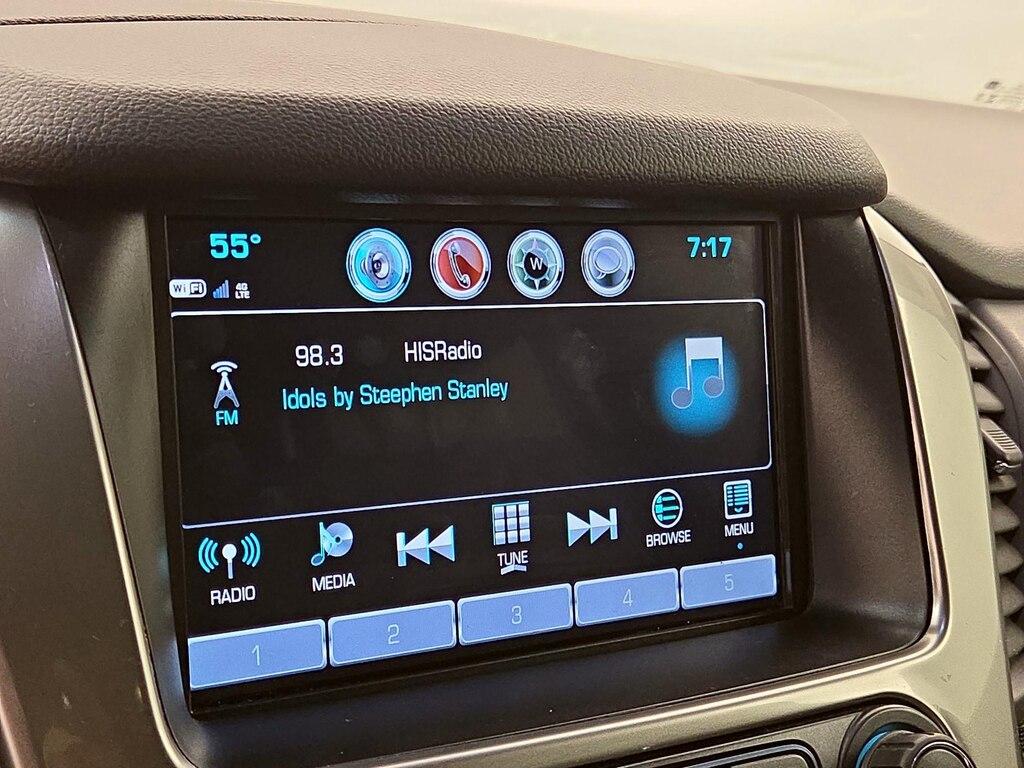 55°
W
7:17
WiFi
4G
LTE
98.3 HISRadio
Idols by Steephen Stanley
FM
RADIO
MEDIA
TUNE
BROWSE
MENU
1
2
3
4
5